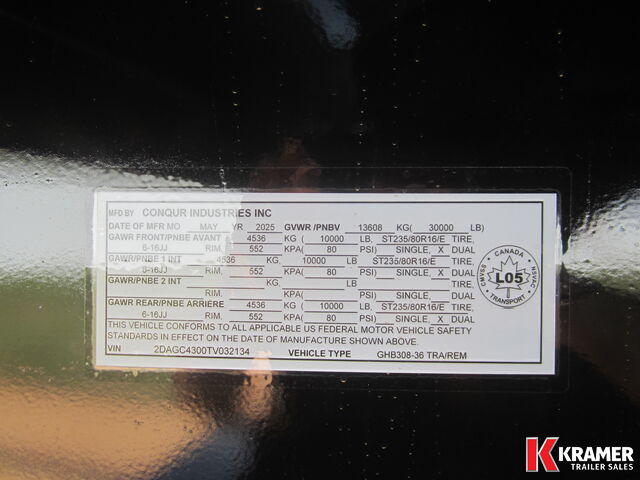 MFD BY CONQUR INDUSTRIES INC
DATE OF MFR MO MAY YR 2025 GVWR /PNBV 13608 KG( 30000 LB)
GAWR FRONT/PNBE AVANT 4536 KG ( 10000 LB, ST235/80R16/E TIRE,
6-16JJ RIM, 552 KPA( 80 PSI) SINGLE, X DUAL
GAWR/PNBE 1 INT 4536 KG, 10000 LB ST235/80R16/E TIRE,
6-16JJ RIM, 552 KPA( 80 PSI) SINGLE, X DUAL
GAWR/PNBE 2 INT KG, LB, TIRE,
RIM, KPA( PSI) SINGLE, DUAL
GAWR REAR/PNBE ARRIERE 4536 KG ( 10000 LB, ST235/80R16/E TIRE,
6-16JJ RIM, 552 KPA( 80 PSI) SINGLE, X DUAL
THIS VEHICLE CONFORMS TO ALL APPLICABLE US FEDERAL MOTOR VEHICLE SAFETY
STANDARDS IN EFFECT ON THE DATE OF MANUFACTURE SHOWN ABOVE.
VIN 2DAGC4300TV032134 VEHICLE TYPE GHB308-36 TRA/REM
CANADA
CMVSS L05 NSVAC
TRANSPORT
K KRAMER
TRAILER SALES